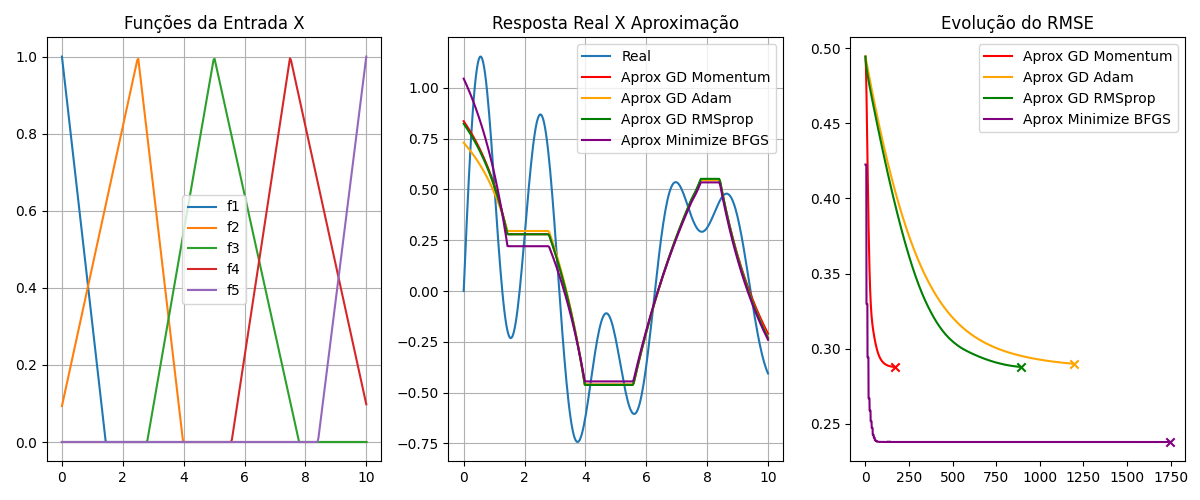 Funções da Entrada X
1.0
0.8
0.6
0.4
0.2
0.0
0 2 4 6 8 10
f1
f2
f3
f4
f5
Resposta Real X Aproximação
1.00
0.75
0.50
0.25
0.00
−0.25
−0.50
−0.75
0 2 4 6 8 10
Real
Aprox GD Momentum
Aprox GD Adam
Aprox GD RMSprop
Aprox Minimize BFGS
Evolução do RMSE
0.50
0.45
0.40
0.35
0.30
0.25
0 250 500 750 1000 1250 1500 1750
Aprox GD Momentum
Aprox GD Adam
Aprox GD RMSprop
Aprox Minimize BFGS